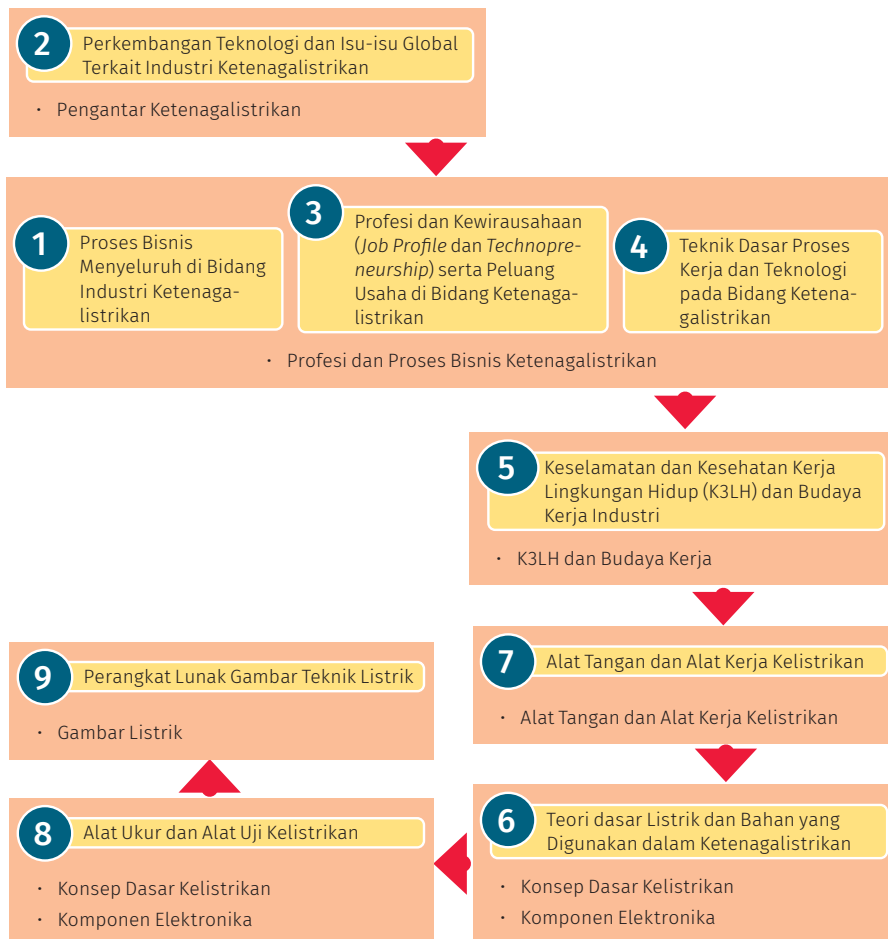 2
Perkembangan Teknologi dan Isu-isu Global
Terkait Industri Ketenagalistrikan
• Pengantar Ketenagalistrikan
1
Proses Bisnis
Menyeluruh di Bidang
Industri Ketenaga-
listrikan
3
Profesi dan Kewirausahaan
(Job Profile dan Technopre-
neurship) serta Peluang
Usaha di Bidang Ketenaga-
listrikan
4
Teknik Dasar Proses
Kerja dan Teknologi
pada Bidang Ketena-
galistrikan
• Profesi dan Proses Bisnis Ketenagalistrikan
5
Keselamatan dan Kesehatan Kerja
Lingkungan Hidup (K3LH) dan Budaya
Kerja Industri
• K3LH dan Budaya Kerja
7
Alat Tangan dan Alat Kerja Kelistrikan
• Alat Tangan dan Alat Kerja Kelistrikan
6
Teori dasar Listrik dan Bahan yang
Digunakan dalam Ketenagalistrikan
• Konsep Dasar Kelistrikan
• Komponen Elektronika
8
Alat Ukur dan Alat Uji Kelistrikan
• Konsep Dasar Kelistrikan
• Komponen Elektronika
9
Perangkat Lunak Gambar Teknik Listrik
• Gambar Listrik